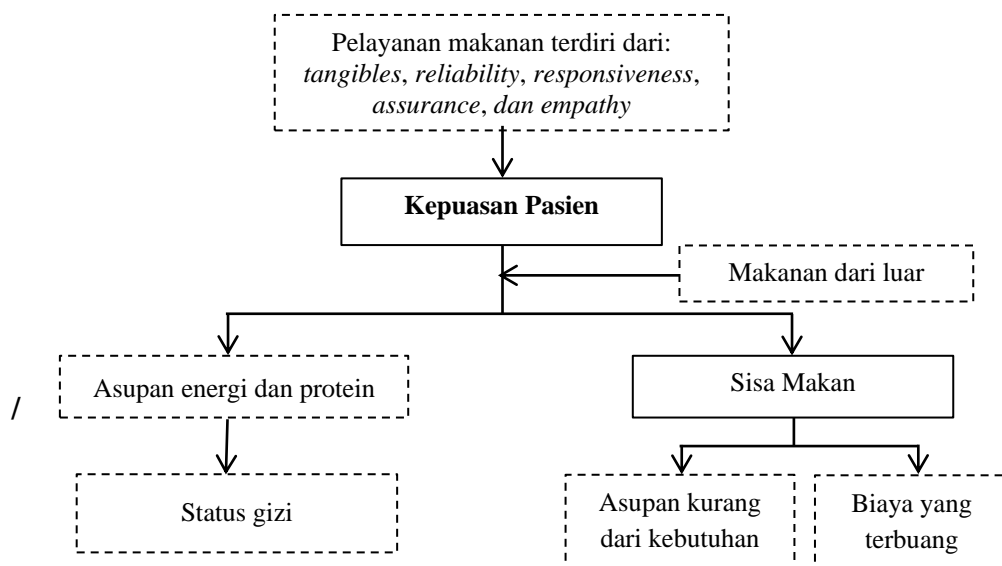 Pelayanan makanan terdiri dari:
tangibles, reliability, responsiveness,
assurance, dan empathy
Kepuasan Pasien
Makanan dari luar
Asupan energi dan protein
Sisa Makan
/
Status gizi
Asupan kurang
dari kebutuhan
Biaya yang
terbuang